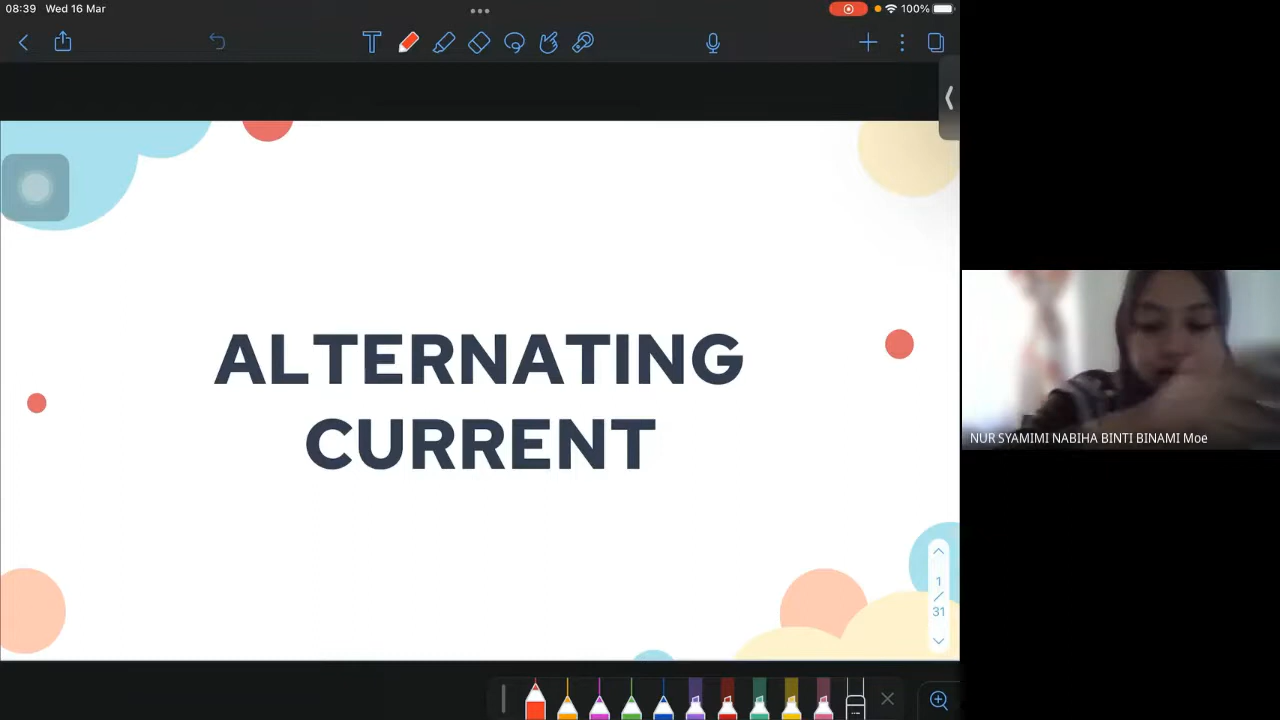 08:39 Wed 16 Mar
100%
T
ALTERNATING
CURRENT
1
/
31
NUR SYAMIMI NABIHA BINTI BINAMI Moe